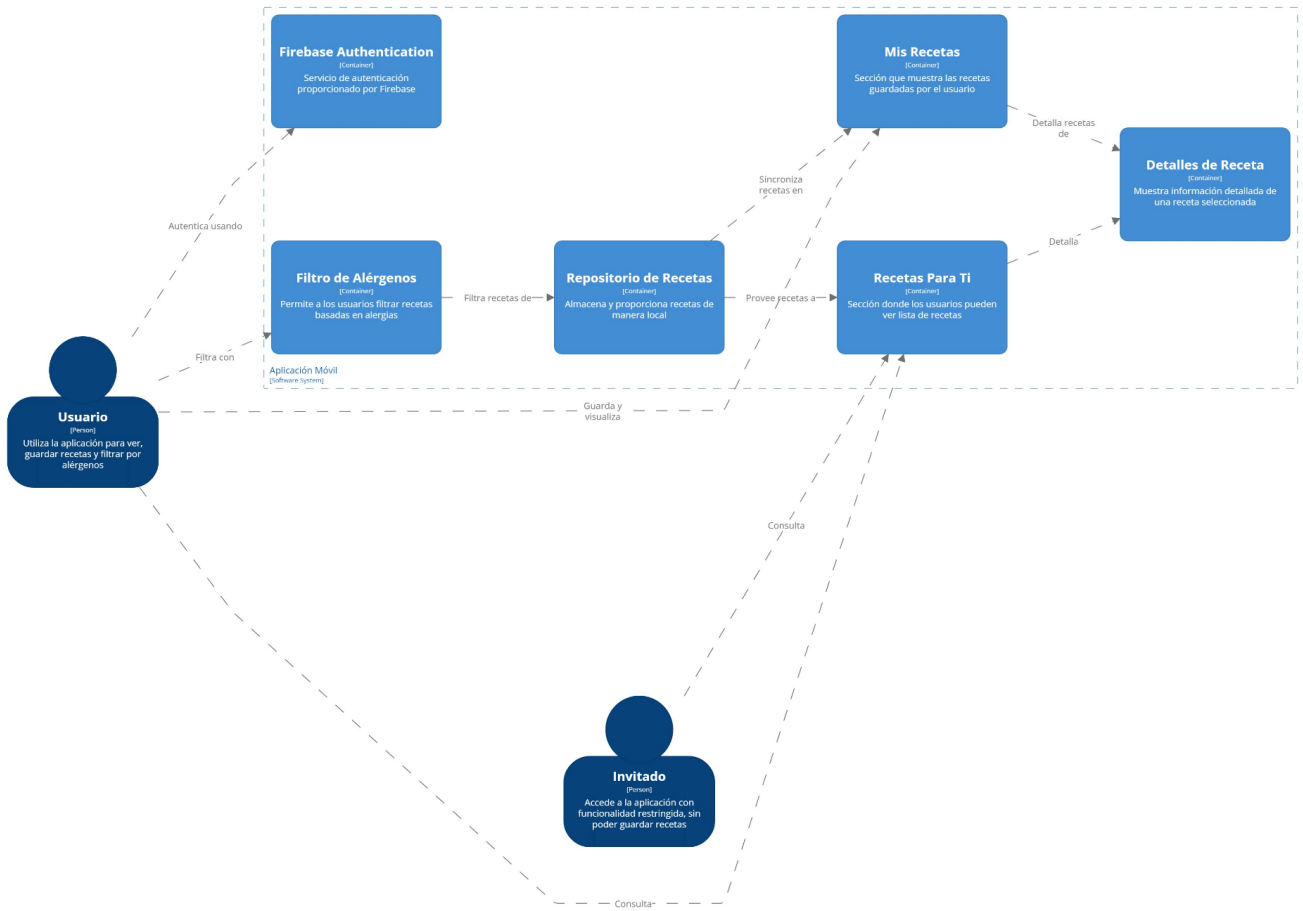 Firebase Authentication
[Container]
Servicio de autenticación
proporcionado por Firebase
Mis Recetas
[Container]
Sección que muestra las recetas
guardadas por el usuario
Detalla recetas
de
Detalles de Receta
[Container]
Muestra información detallada de
una receta seleccionada
Sincroniza
recetas en
Autentica usando
Detalla
Filtro de Alérgenos
[Container]
Permite a los usuarios filtrar recetas
basadas en alergias
Filtra recetas de
Repositorio de Recetas
[Container]
Almacena y proporciona recetas de
manera local
Provee recetas a
Recetas Para Ti
[Container]
Sección donde los usuarios pueden
ver lista de recetas
Filtra con
Aplicación Móvil
[Software System]
Guarda y
visualiza
Usuario
[Person]
Utiliza la aplicación para ver,
guardar recetas y filtrar por
alérgenos
Consulta
Invitado
[Person]
Accede a la aplicación con
funcionalidad restringida, sin
poder guardar recetas
Consulta